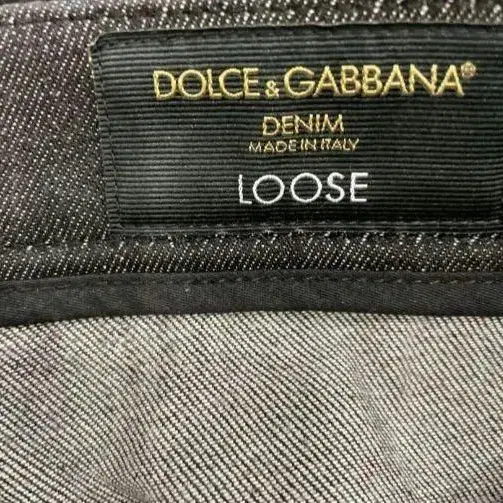 DOLCE & GABBANA®
DENIM
MADE IN ITALY
LOOSE